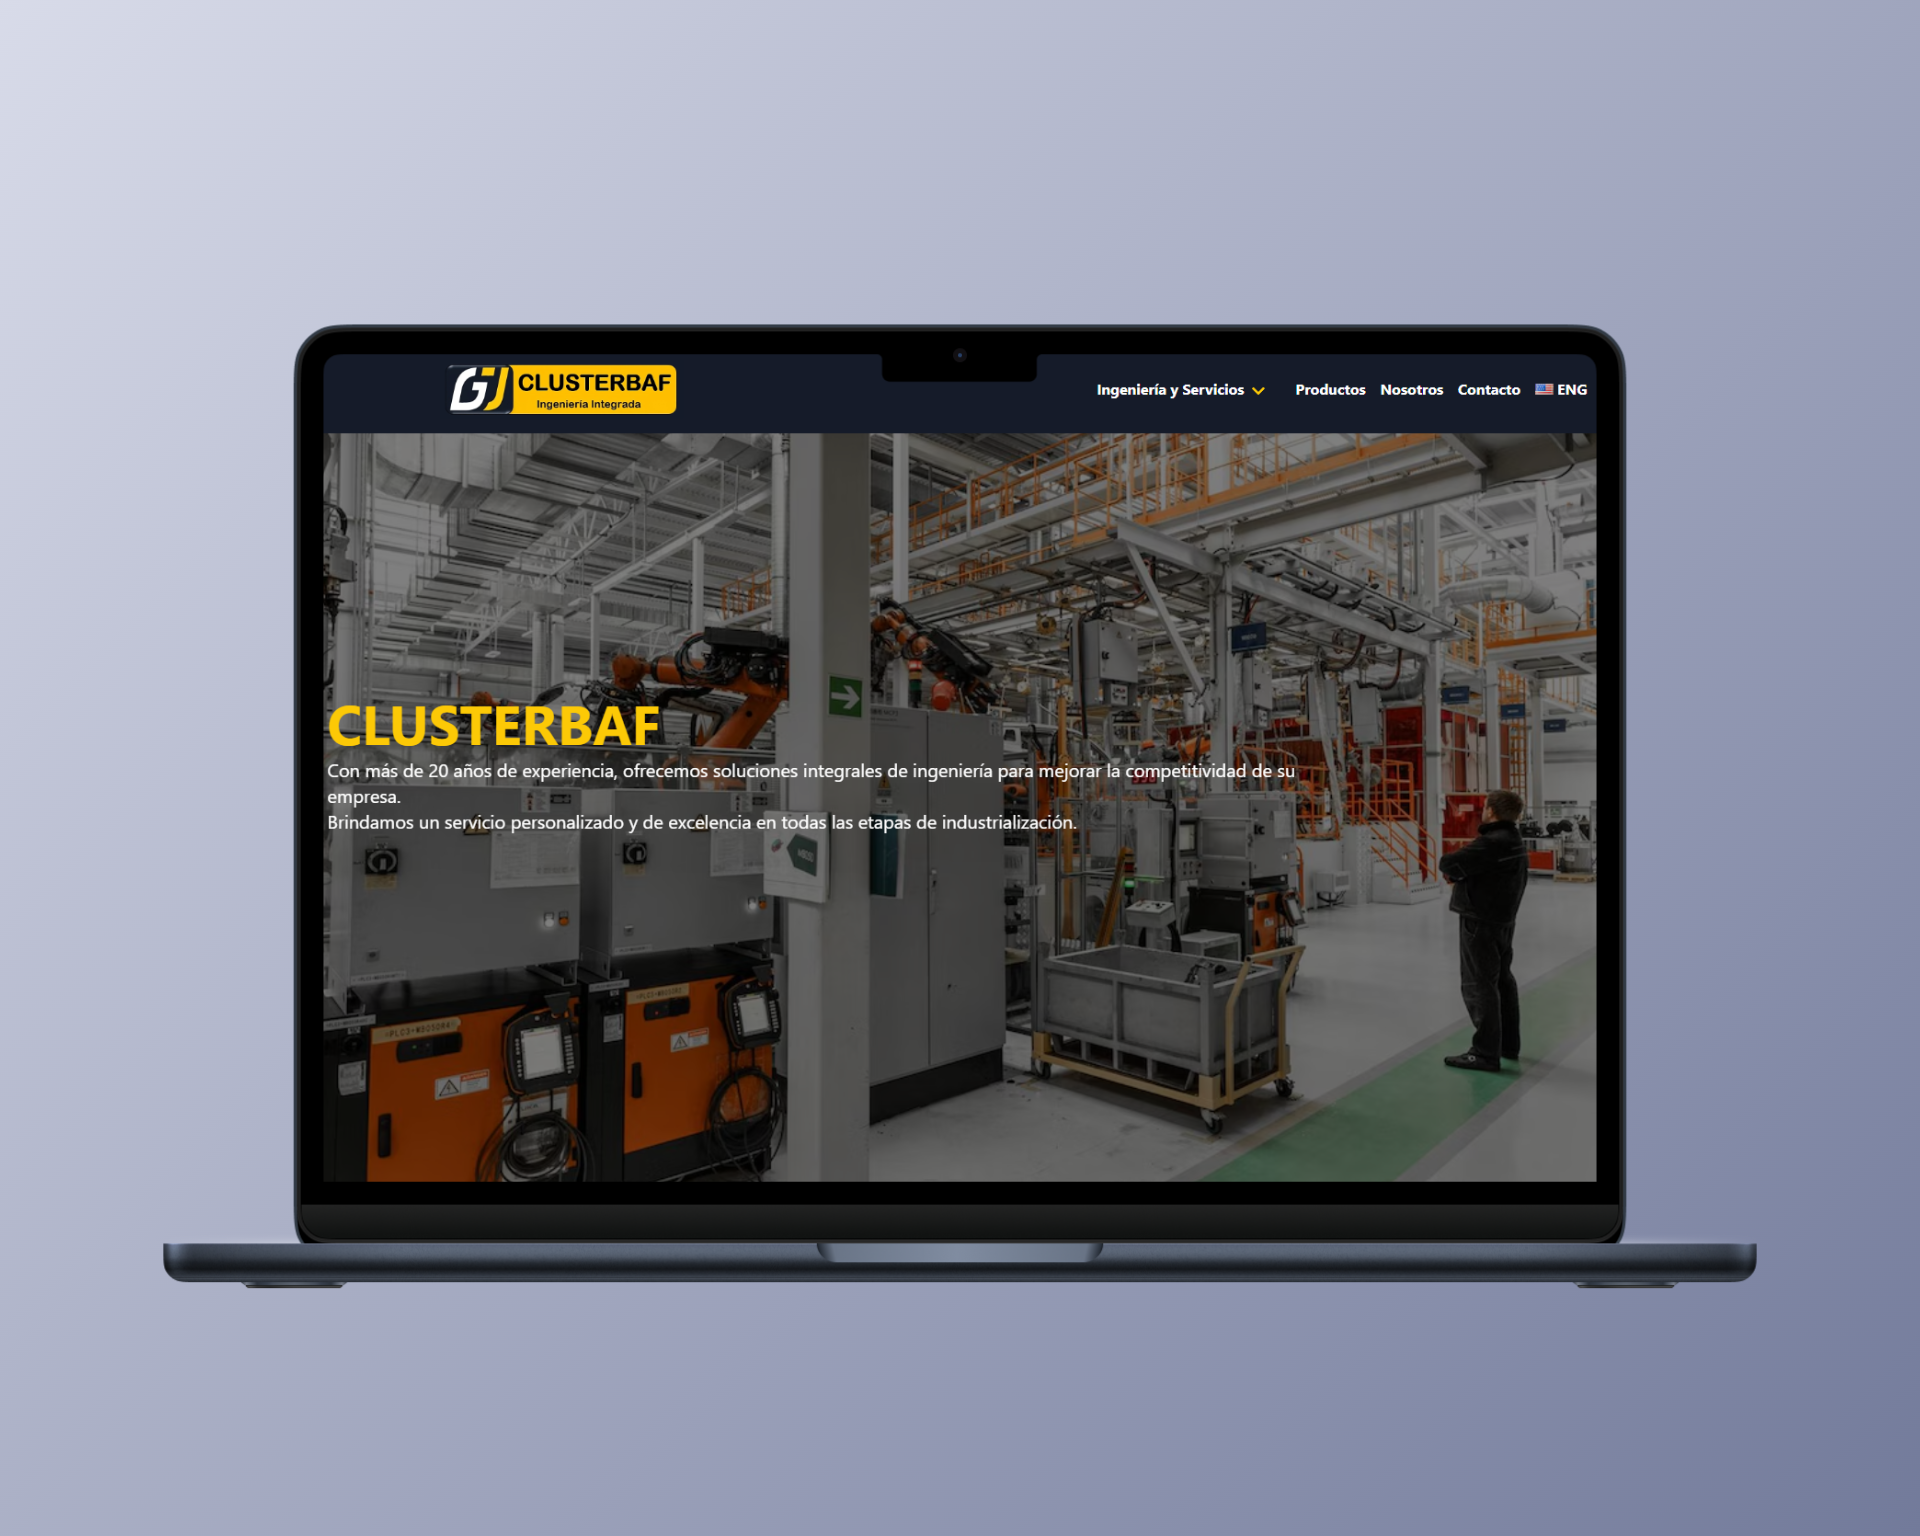 GJ CLUSTERBAF
Ingeniería Integrada
Ingeniería y Servicios Productos Nosotros Contacto ENG
CLUSTERBAF
Con más de 20 años de experiencia, ofrecemos soluciones integrales de ingeniería para mejorar la competitividad de su
empresa.
Brindamos un servicio personalizado y de excelencia en todas las etapas de industrialización.